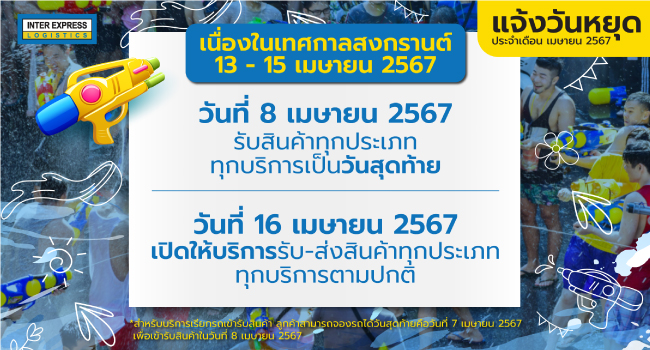 INTER EXPRESS
LOGISTICS
แจ้งวันหยุด
ประจำเดือน เมษายน 2567
เนื่องในเทศกาลสงกรานต์
13 - 15 เมษายน 2567
วันที่ 8 เมษายน 2567
รับสินค้าทุกประเภท
ทุกบริการเป็นวันสุดท้าย
วันที่ 16 เมษายน 2567
เปิดให้บริการรับ-ส่งสินค้าทุกประเภท
ทุกบริการตามปกติ
*สำหรับบริการเรียกรถเข้ารับสินค้า ลูกค้าสามารถจองรถได้วันสุดท้ายคือวันที่ 7 เมษายน 2567
เพื่อเข้ารับสินค้าในวันที่ 8 เมษายน 2567